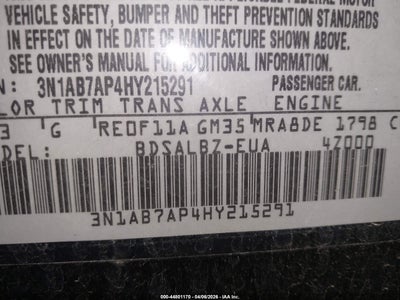 VEHICLE SAFETY, BUMPER AND THEFT PREVENTION STANDARDS
IN EFFECT ON THE DATE OF MANUFACTURE SHOWN ABOVE.
SEE OWNER'S MANUAL FOR ADDITIONAL INFORMATION.
3N1AB7AP4HY215291 PASSENGER CAR.
OR TRIM TRANS AXLE ENGINE
G RE0F11A GM35 MRA8DE 1798 C
DEL: BDSALBZ-EUA 4Z000
3N1AB7AP4HY215291
000-44801170 - 04/06/2026 - IAA Inc.